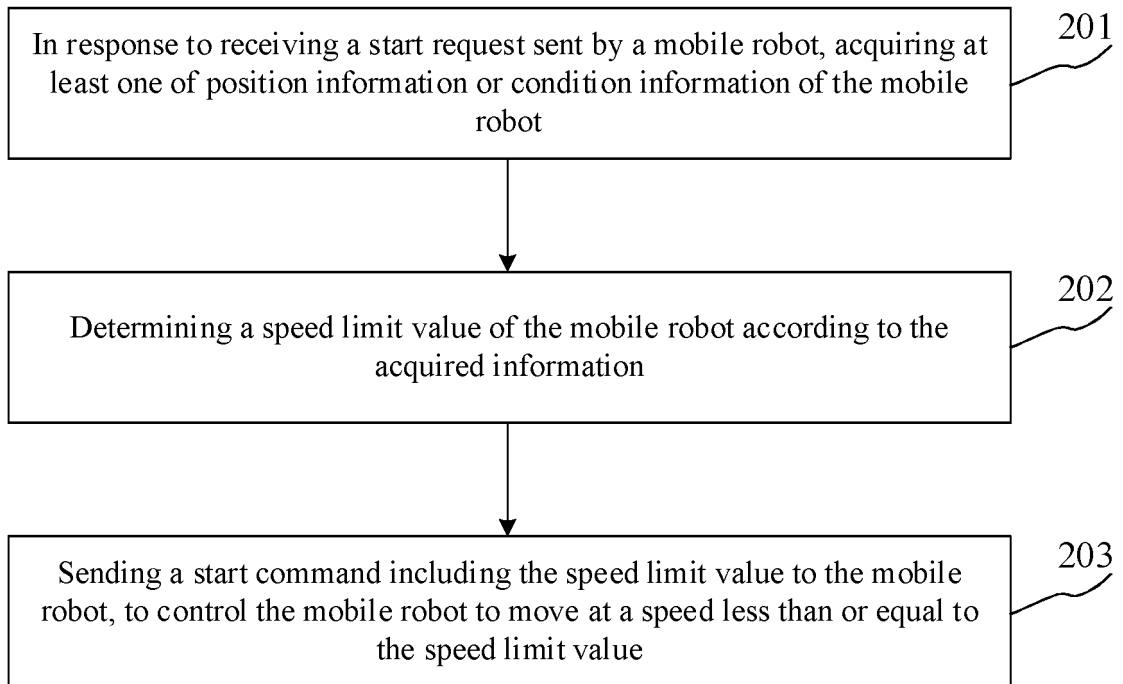 In response to receiving a start request sent by a mobile robot, acquiring at
least one of position information or condition information of the mobile
robot
201
Determining a speed limit value of the mobile robot according to the
acquired information
202
Sending a start command including the speed limit value to the mobile
robot, to control the mobile robot to move at a speed less than or equal to
the speed limit value
203